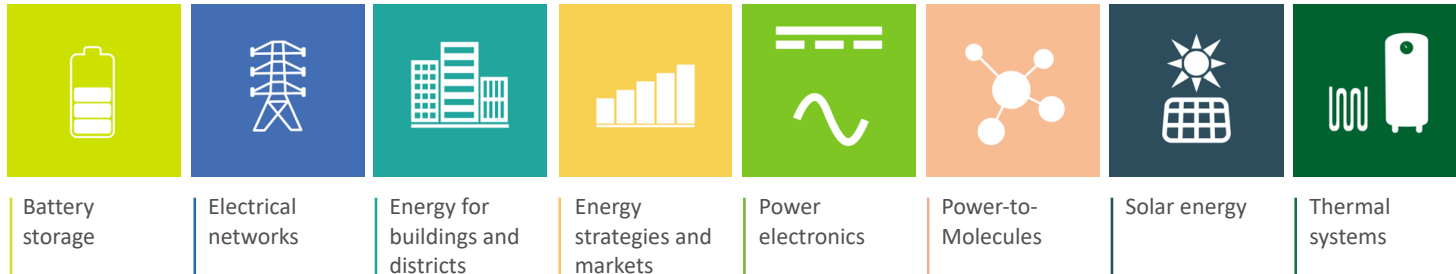 Battery
storage
Electrical
networks
Energy for
buildings and
districts
Energy
strategies and
markets
Power
electronics
Power-to-
Molecules
Solar energy
Thermal
systems